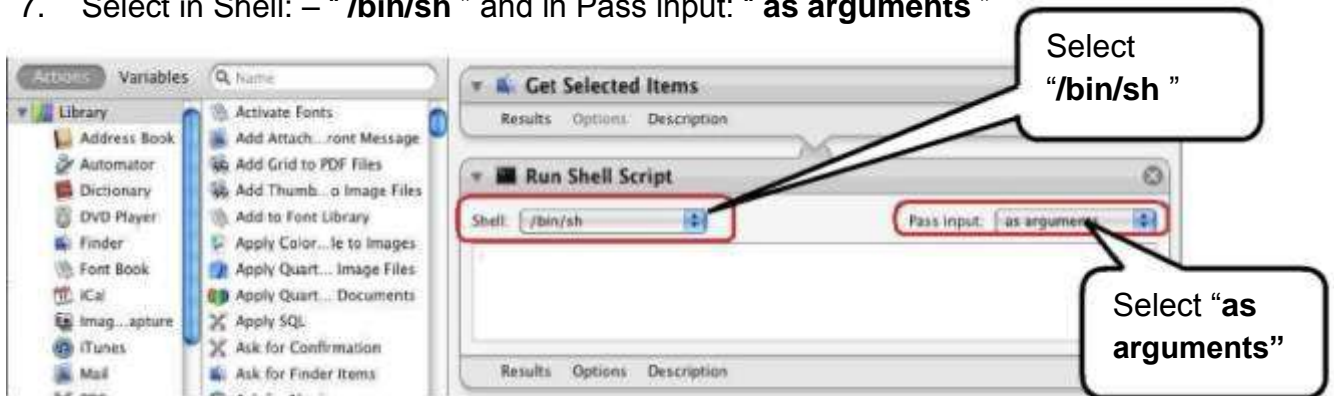 7. Select in Shell: – “ /bin/sh ” and in Pass input: “ as arguments ”
Select
“/bin/sh ”
Actions Variables Name
Library
Address Book
Automator
Dictionary
DVD Player
Finder
Font Book
iCal
Imag...apture
iTunes
Mail
Activate Fonts
Add Attach...ront Message
Add Grid to PDF Files
Add Thumb...o Image Files
Add to Font Library
Apply Color...le to Images
Apply Quart... Image Files
Apply Quart... Documents
Apply SQL
Ask for Confirmation
Ask for Finder Items
Get Selected Items
Results Options Description
Run Shell Script
Shell: /bin/sh Pass input: as arguments
Results Options Description
Select “as
arguments”